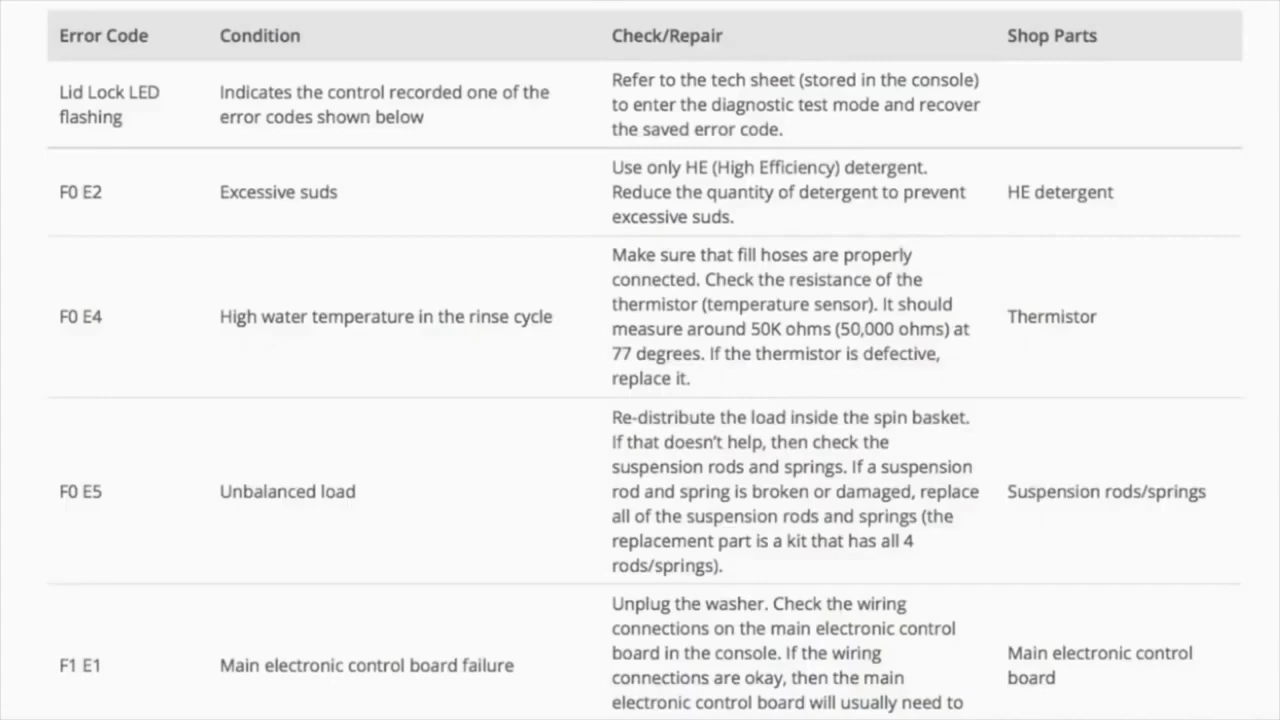 Error Code Condition Check/Repair Shop Parts
Lid Lock LED
flashing
Indicates the control recorded one of the
error codes shown below
Refer to the tech sheet (stored in the console)
to enter the diagnostic test mode and recover
the saved error code.
F0 E2
Excessive suds
Use only HE (High Efficiency) detergent.
Reduce the quantity of detergent to prevent
excessive suds.
HE detergent
F0 E4
High water temperature in the rinse cycle
Make sure that fill hoses are properly
connected. Check the resistance of the
thermistor (temperature sensor). It should
measure around 50K ohms (50,000 ohms) at
77 degrees. If the thermistor is defective,
replace it.
Thermistor
F0 E5
Unbalanced load
Re-distribute the load inside the spin basket.
If that doesn't help, then check the
suspension rods and springs. If a suspension
rod and spring is broken or damaged, replace
all of the suspension rods and springs (the
replacement part is a kit that has all 4
rods/springs).
Suspension rods/springs
F1 E1
Main electronic control board failure
Unplug the washer. Check the wiring
connections on the main electronic control
board in the console. If the wiring
connections are okay, then the main
electronic control board will usually need to
Main electronic control
board